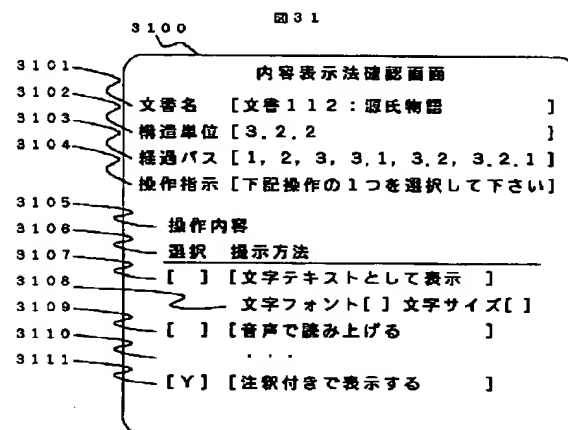 図31
3100
3101
3102
3103
3104
3105
3106
3107
3108
3109
3110
3111
内容表示法確認画面
文書名 [文書112:源氏物語 ]
構造単位 [3.2.2 ]
経過パス [1, 2, 3, 3.1, 3.2, 3.2.1]
操作指示 [下記操作の1つを選択して下さい]
操作内容
選択 提示方法
[ ] [文字テキストとして表示 ]
文字フォント[ ] 文字サイズ[ ]
[ ] [音声で読み上げる ]
...
[Y] [注釈付きで表示する ]